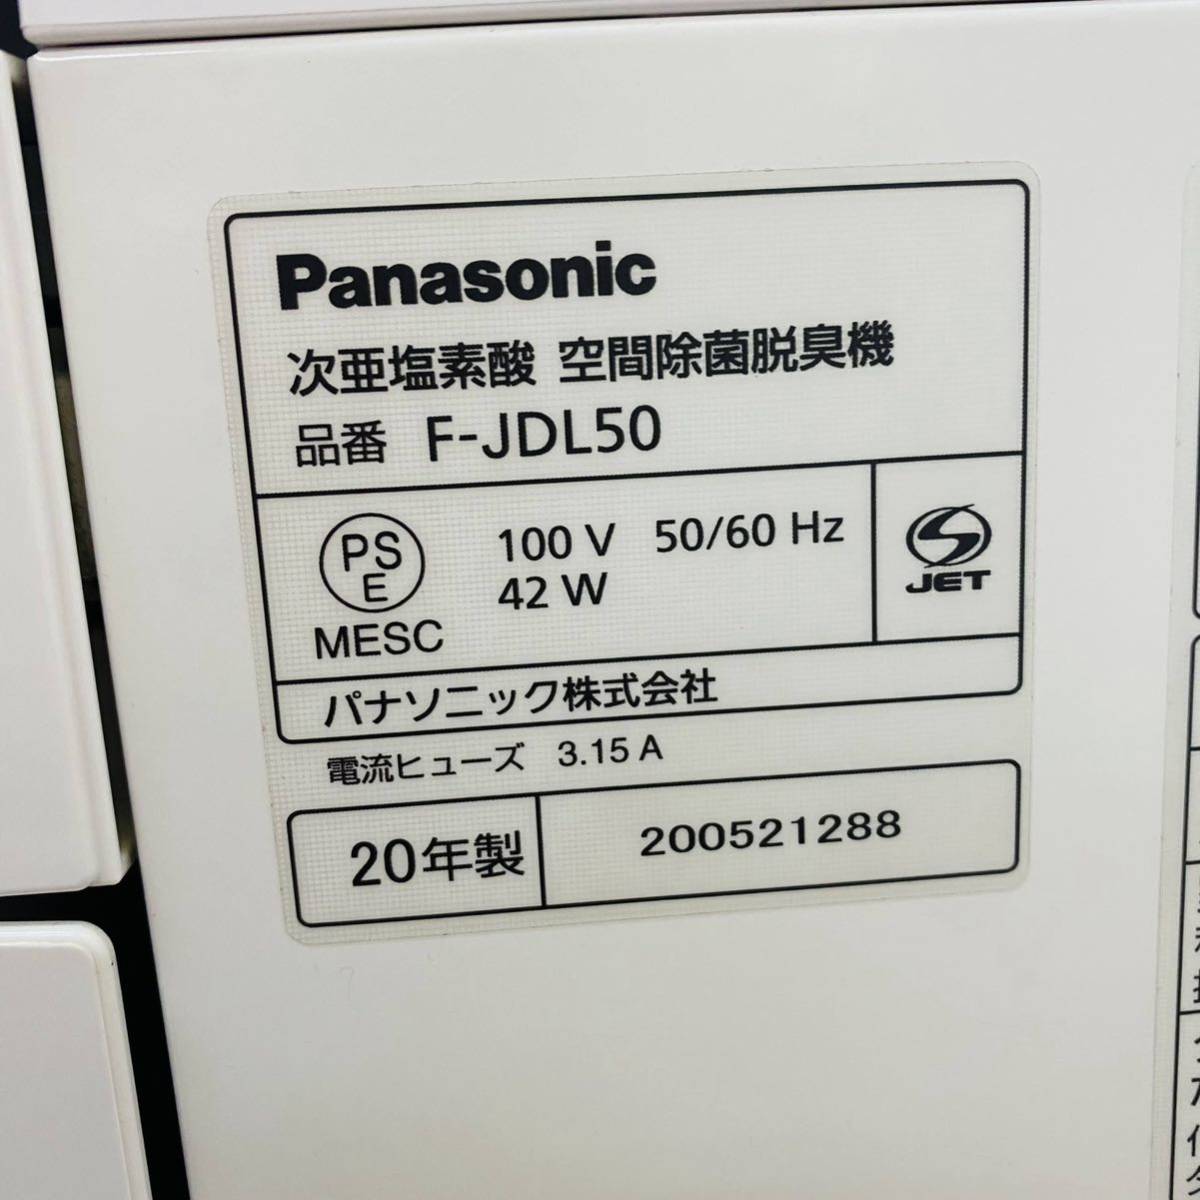 Panasonic
次亜塩素酸 空間除菌脱臭機
品番 F-JDL50
PS
E
MESC
100 V 50/60 Hz
42 W
JET
パナソニック株式会社
電流ヒューズ 3.15 A
20年製 200521288